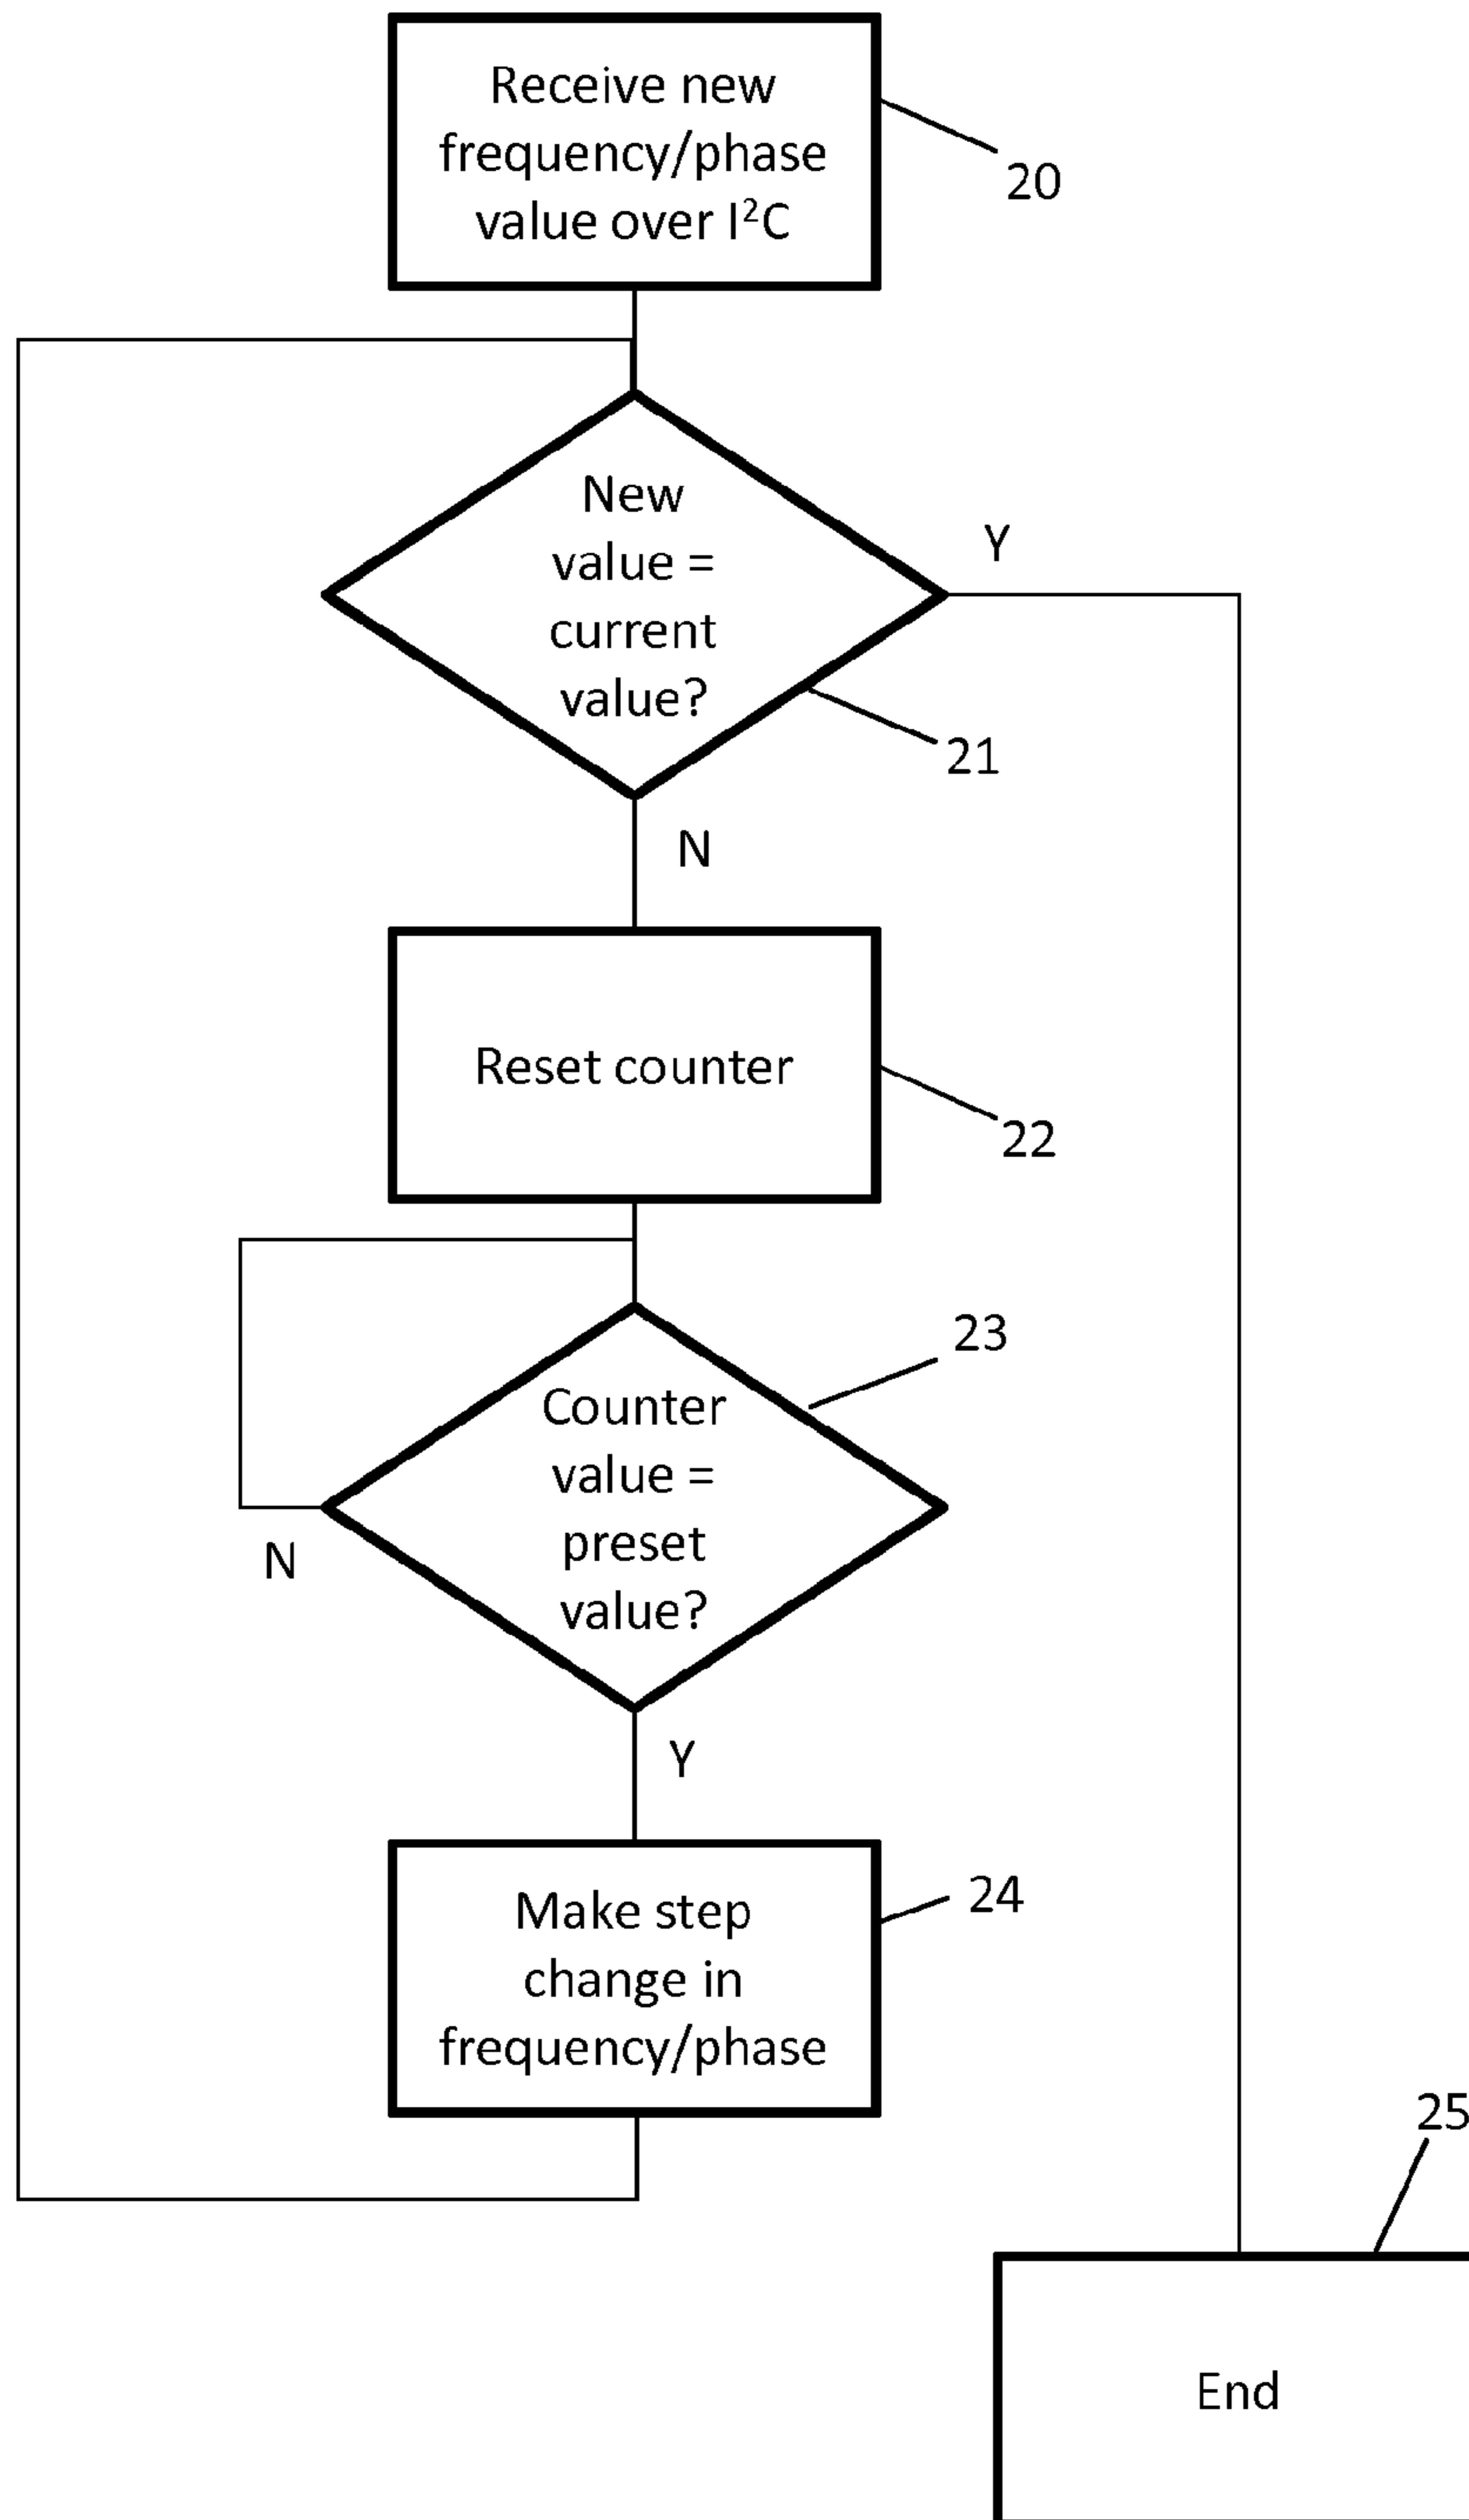 Receive new
frequency/phase
value over I²C
20
New
value =
current
value?
Y
21
N
Reset counter
22
23
Counter
value =
preset
value?
N
Y
Make step
change in
frequency/phase
24
25
End